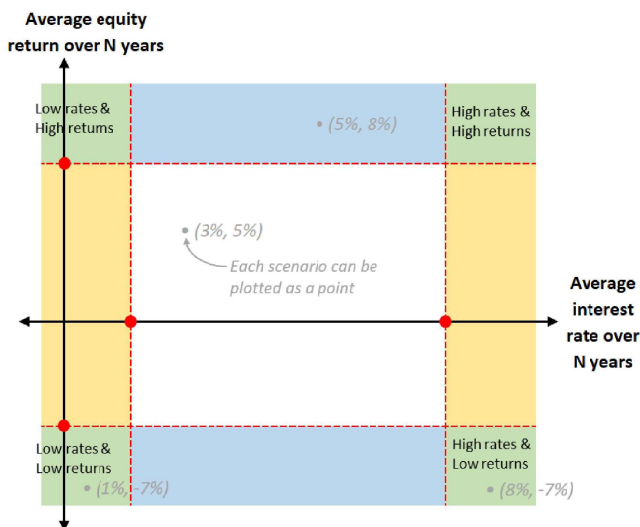 Average equity
return over N years
Low rates &
High returns
(5%, 8%)
High rates &
High returns
(3%, 5%)
Each scenario can be
plotted as a point
Average
interest
rate over
N years
Low rates &
Low returns
(1%, -7%)
High rates &
Low returns
(8%, -7%)